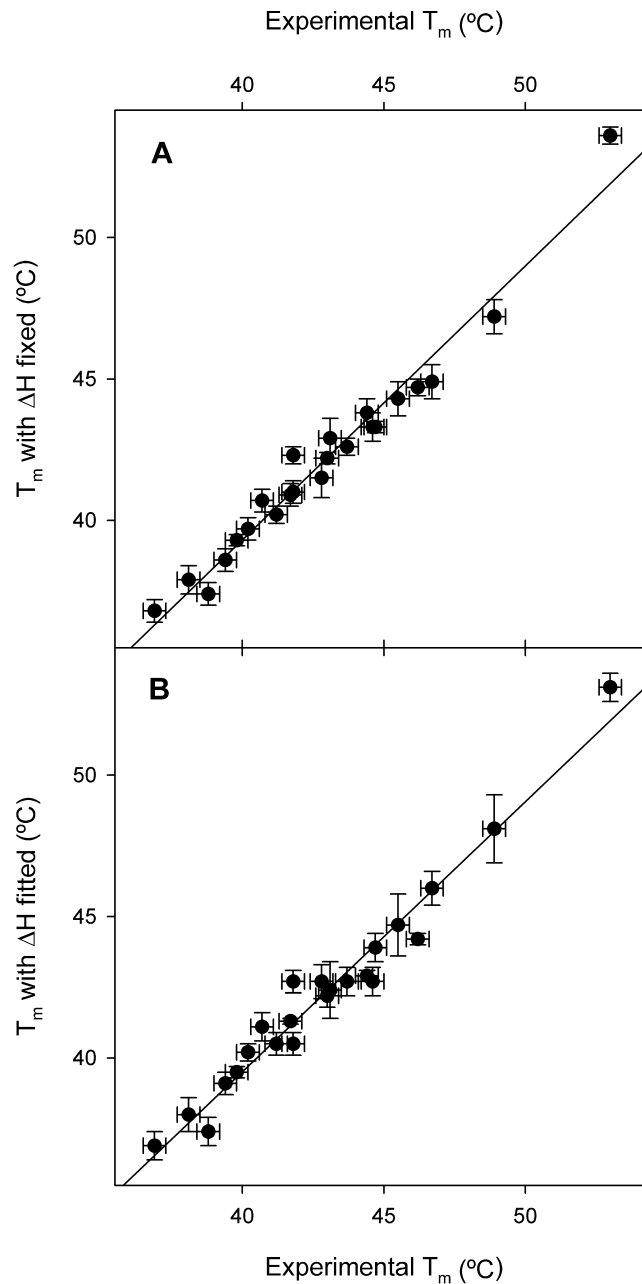 Experimental Tm (ºC)
40 45 50
A
50
45
40
Tm with ΔH fixed (ºC)
B
50
45
40
Tm with ΔH fitted (ºC)
40 45 50
Experimental Tm (ºC)